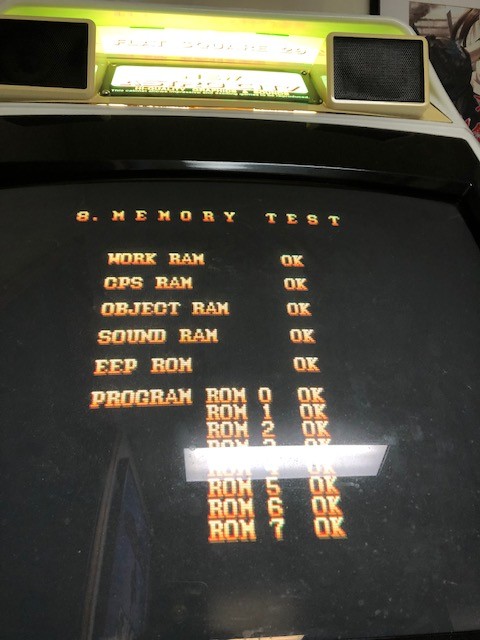 8. MEMORY TEST
WORK RAM OK
CPS RAM OK
OBJECT RAM OK
SOUND RAM OK
EEP ROM OK
PROGRAM ROM 0 OK
ROM 1 OK
ROM 2 OK
ROM 5 OK
ROM 6 OK
ROM 7 OK